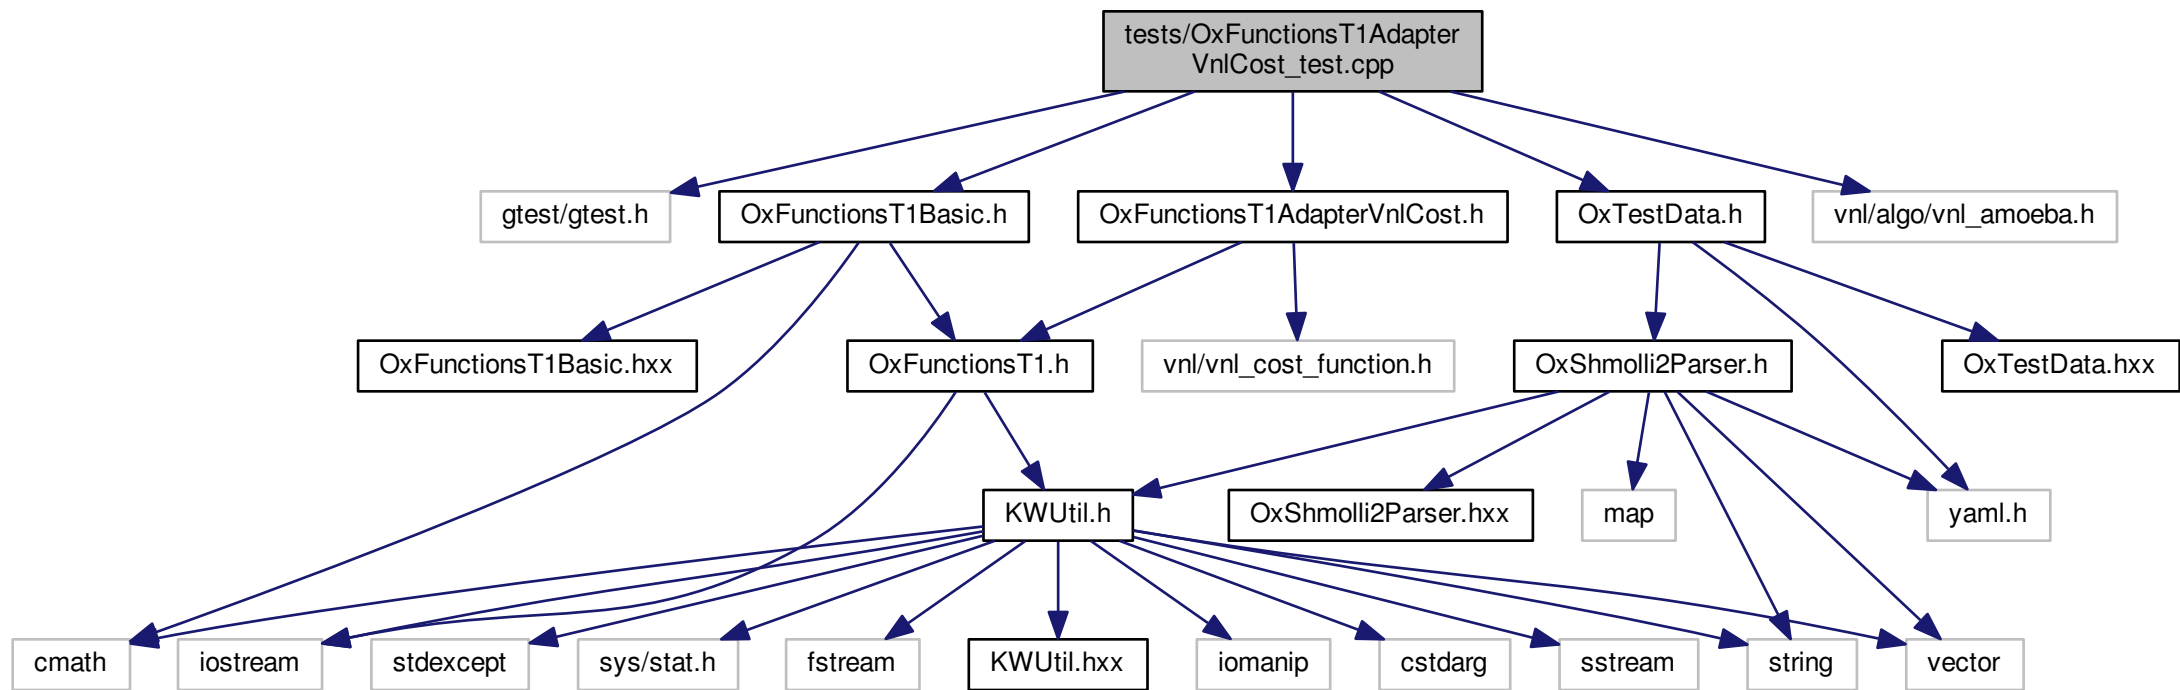 tests/OxFunctionsT1Adapter
VnlCost_test.cpp
gtest/gtest.h
OxFunctionsT1Basic.h
OxFunctionsT1AdapterVnlCost.h
OxTestData.h
vnl/algo/vnl_amoeba.h
OxFunctionsT1Basic.hxx
OxFunctionsT1.h
vnl/vnl_cost_function.h
OxShmolli2Parser.h
OxTestData.hxx
KWUtil.h
OxShmolli2Parser.hxx
map
yaml.h
cmath
iostream
stdexcept
sys/stat.h
fstream
KWUtil.hxx
iomanip
cstdarg
sstream
string
vector